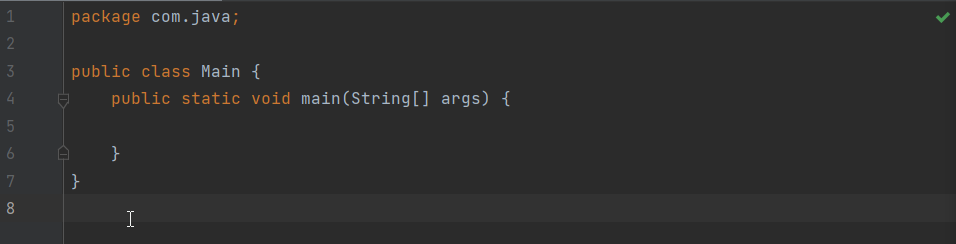 1 package com.java;
2
3 public class Main {
4     public static void main(String[] args) {
5
6     }
7 }
8